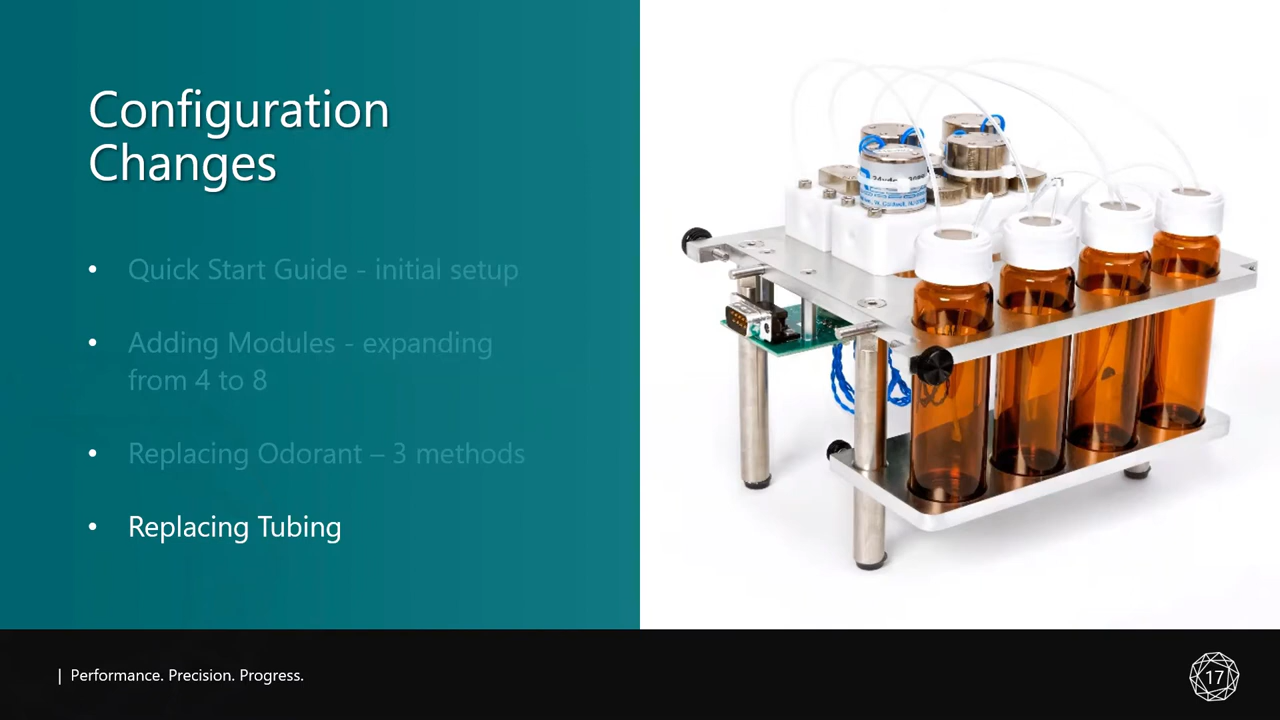 Configuration
Changes
• Quick Start Guide - initial setup
• Adding Modules - expanding
from 4 to 8
• Replacing Odorant – 3 methods
• Replacing Tubing
| Performance. Precision. Progress.
17